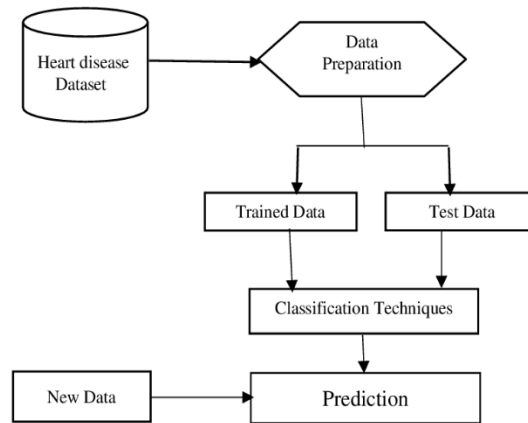 Heart disease
Dataset
Data
Preparation
Trained Data
Test Data
Classification Techniques
New Data
Prediction